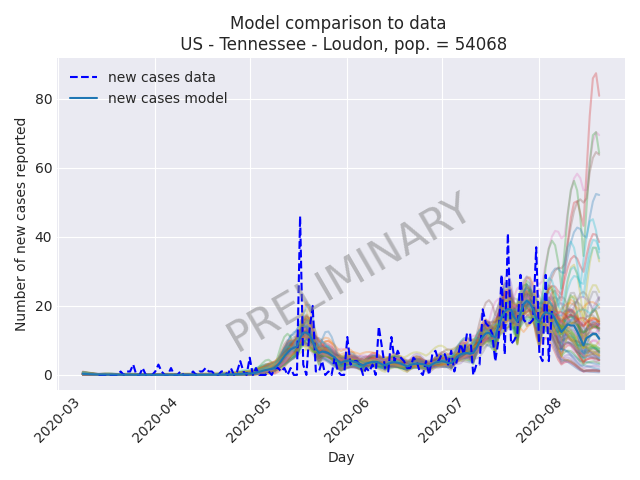 Model comparison to data
US - Tennessee - Loudon, pop. = 54068
new cases data
new cases model
Number of new cases reported
80
60
40
20
0
PRELIMINARY
2020-03
2020-04
2020-05
2020-06
2020-07
2020-08
Day